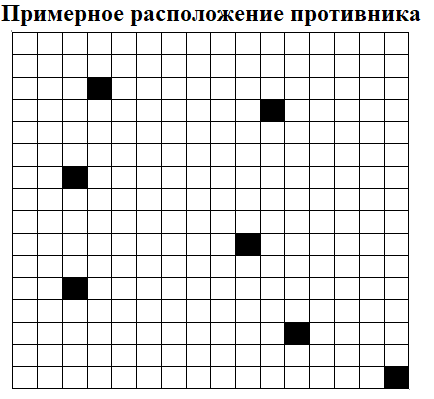 Примерное расположение противника